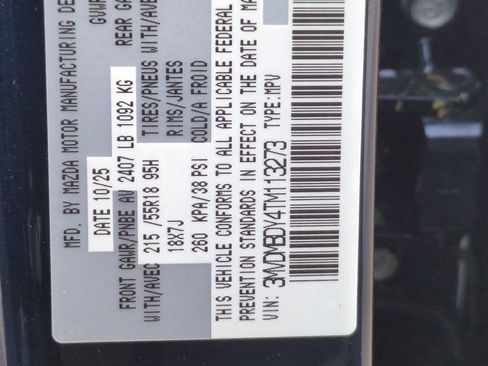 MFD. BY MAZDA MOTOR MANUFACTURING DE
DATE 10/25 GVWR
FRONT GAWR/PNBE AV 2407 LB 1092 KG REAR GA
WITH/AVEC 215 /55R18 95H TIRES/PNEUS WITH/AVE
18X7J RIMS/JANTES
260 KPA/38 PSI COLD/A FROID
THIS VEHICLE CONFORMS TO ALL APPLICABLE FEDERAL
PREVENTION STANDARDS IN EFFECT ON THE DATE OF
VIN: 3MVDMBDY4TM113273 TYPE:MPV